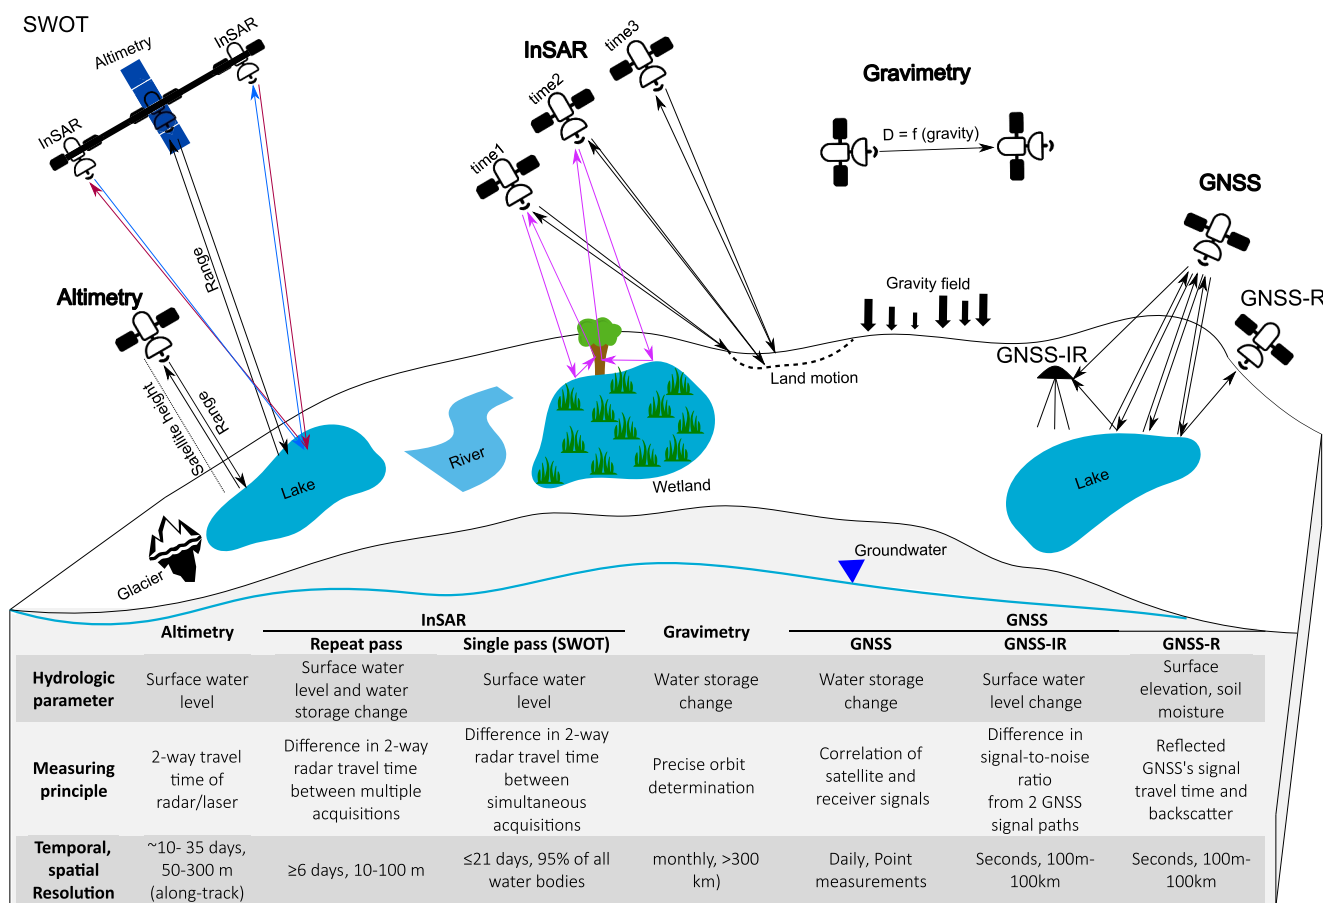 SWOT
InSAR
Altimetry
InSAR
Range
Altimetry
Range
Satellite height
InSAR
time1
time2
time3
Gravimetry
D = f (gravity)
GNSS
Gravity field
GNSS-R
GNSS-IR
Land motion
Lake
River
Wetland
Lake
Glacier
Groundwater
Altimetry
InSAR
Repeat pass
Single pass (SWOT)
Gravimetry
GNSS
GNSS
GNSS-IR
GNSS-R
Hydrologic
parameter
Surface water
level
Surface water
level and water
storage change
Surface water
level
Water storage
change
Water storage
change
Surface water
level change
Surface
elevation, soil
moisture
Measuring
principle
2-way travel
time of
radar/laser
Difference in 2-way
radar travel time
between multiple
acquisitions
Difference in 2-way
radar travel time
between
simultaneous
acquisitions
Precise orbit
determination
Correlation of
satellite and
receiver signals
Difference in
signal-to-noise
ratio
from 2 GNSS
signal paths
Reflected
GNSS's signal
travel time and
backscatter
Temporal,
spatial
Resolution
~10- 35 days,
50-300 m
(along-track)
≥6 days, 10-100 m
≤21 days, 95% of all
water bodies
monthly, >300
km)
Daily, Point
measurements
Seconds, 100m-
100km
Seconds, 100m-
100km